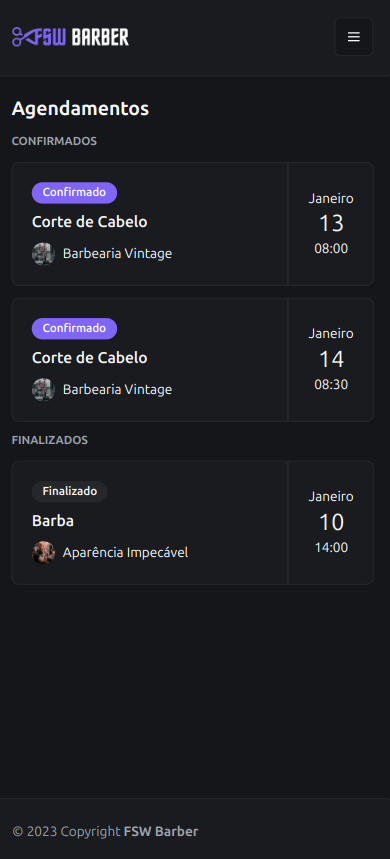 FSW BARBER
Agendamentos
CONFIRMADOS
Confirmado
Corte de Cabelo
Barbearia Vintage
Janeiro
13
08:00
Confirmado
Corte de Cabelo
Barbearia Vintage
Janeiro
14
08:30
FINALIZADOS
Finalizado
Barba
Aparência Impecável
Janeiro
10
14:00
© 2023 Copyright FSW Barber